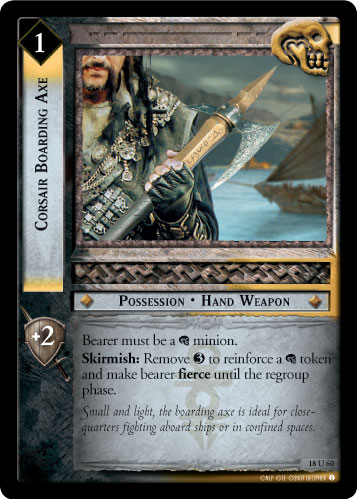 1
CORSAIR BOARDING AXE
POSSESSION • HAND WEAPON
+2
Bearer must be a minion.
Skirmish: Remove 3 to reinforce a token
and make bearer fierce until the regroup
phase.
Small and light, the boarding axe is ideal for close-
quarters fighting aboard ships or in confined spaces.
18 U 60